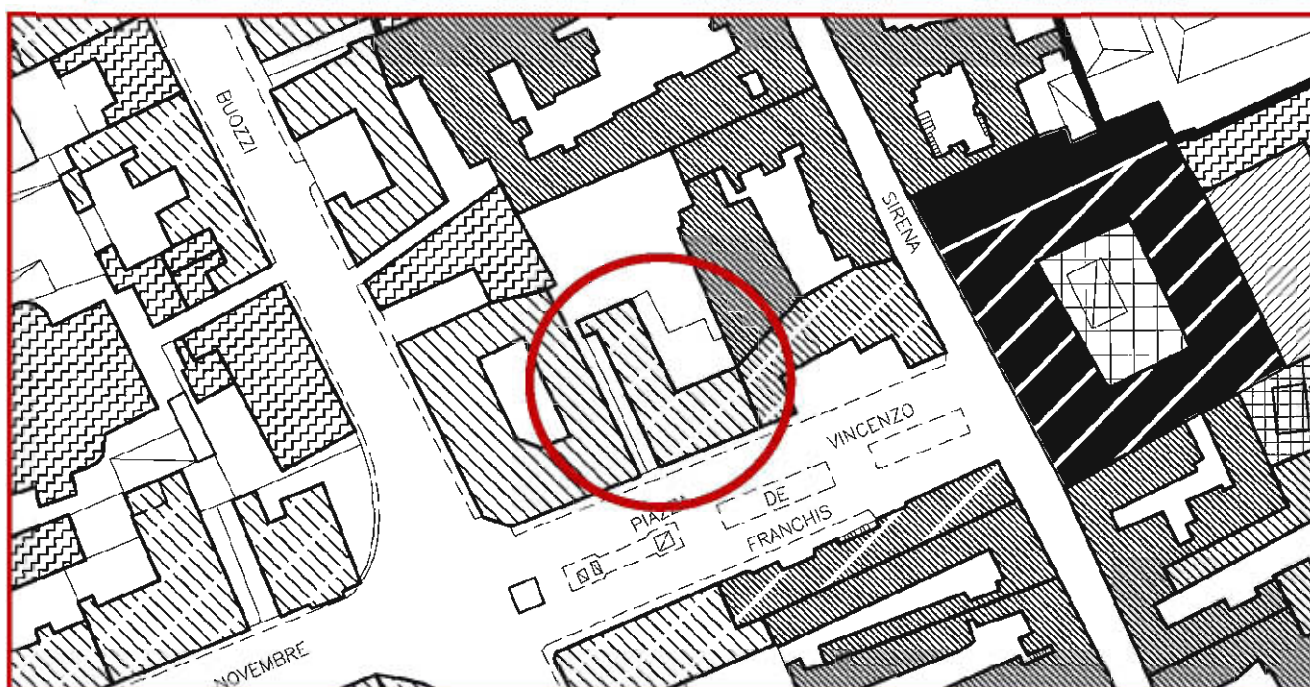 BUOZZI
SIRENA
PIAZZA
DE
VINCENZO
FRANCHIS
NOVEMBRE